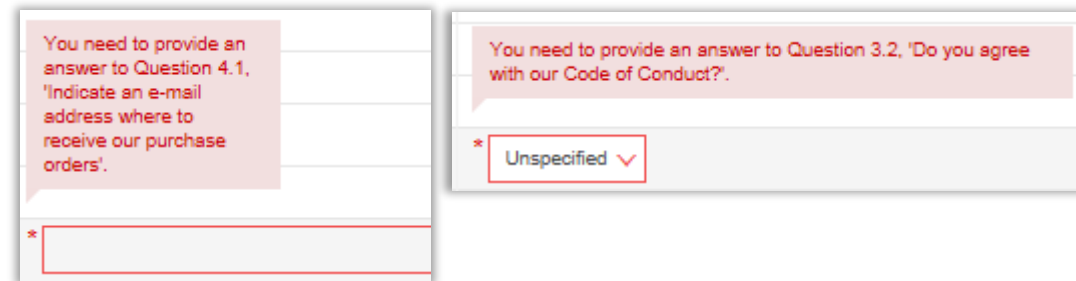 You need to provide an
answer to Question 4.1,
'Indicate an e-mail
address where to
receive our purchase
orders'.
*
You need to provide an answer to Question 3.2, 'Do you agree
with our Code of Conduct?'.
* Unspecified